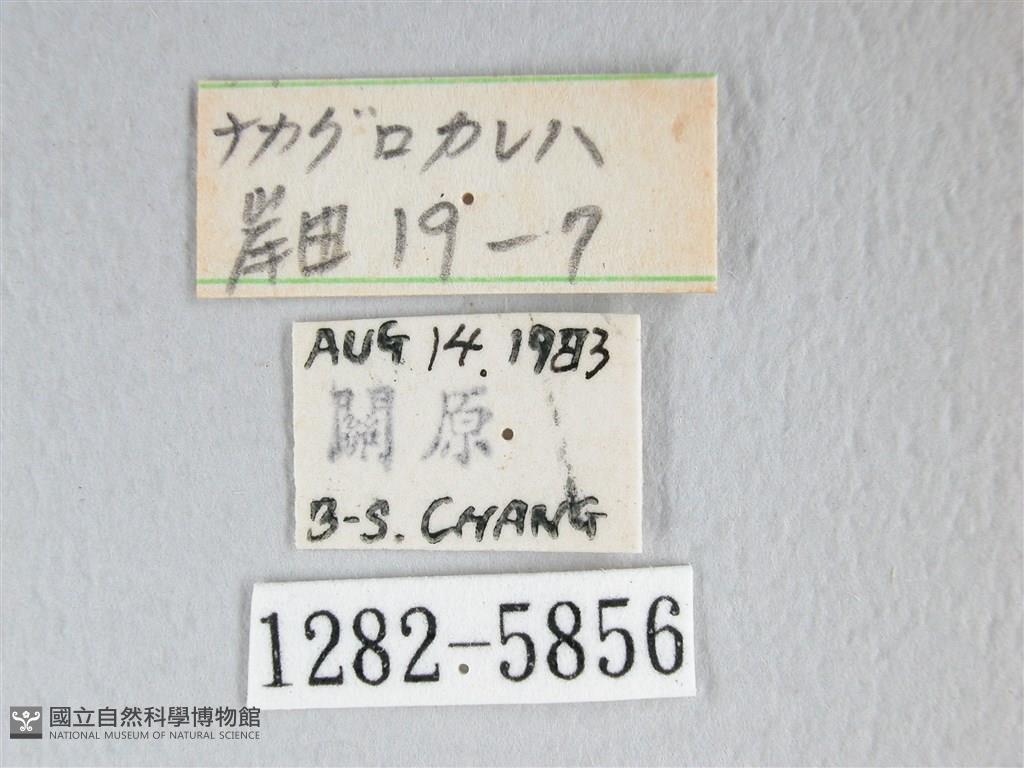 ナカグロカレハ
岸田 19-7
AUG 14. 1983
關原
B-S. CHANG
1282-5856
國立自然科學博物館
NATIONAL MUSEUM OF NATURAL SCIENCE